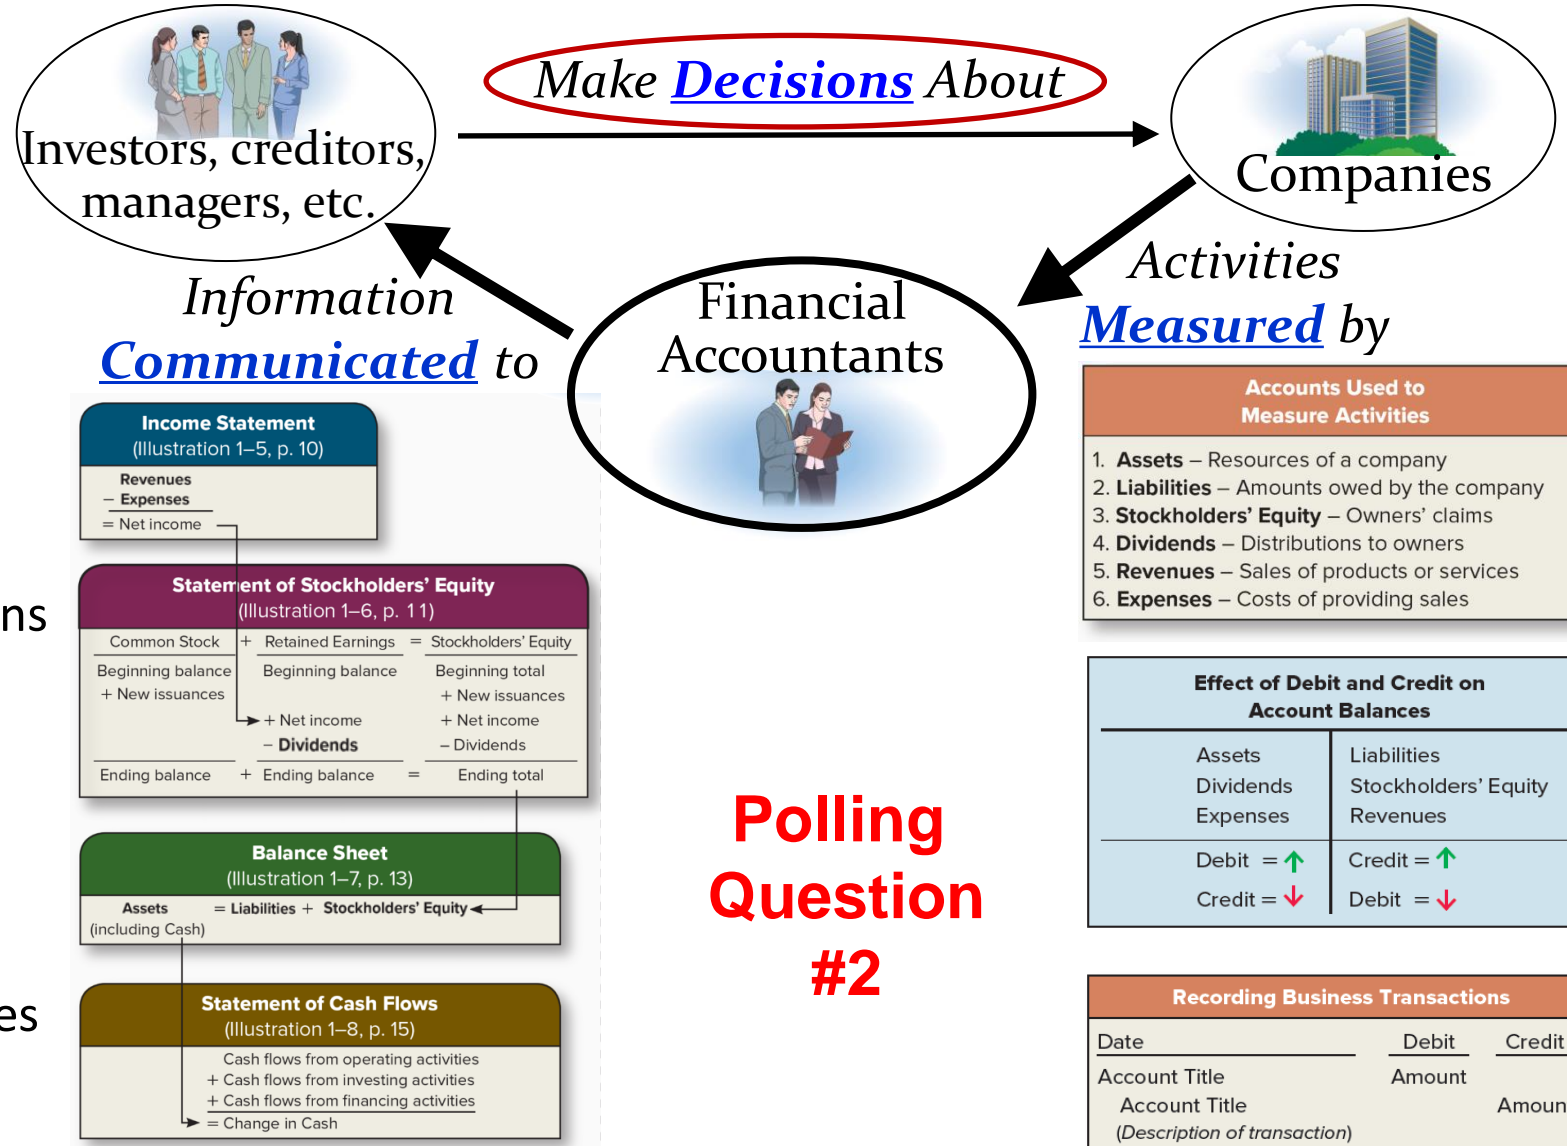 Make Decisions About
Investors, creditors,
managers, etc.
Companies
Information
Communicated to
Financial
Accountants
Activities
Measured by
Income Statement
(Illustration 1–5, p. 10)
Revenues
– Expenses
= Net income
ns
Statement of Stockholders' Equity
(Illustration 1–6, p. 11)
Common Stock + Retained Earnings = Stockholders' Equity
Beginning balance Beginning balance Beginning total
+ New issuances + New issuances
+ Net income + Net income
– Dividends – Dividends
Ending balance + Ending balance = Ending total
Balance Sheet
(Illustration 1–7, p. 13)
Assets = Liabilities + Stockholders' Equity
(including Cash)
es
Statement of Cash Flows
(Illustration 1–8, p. 15)
Cash flows from operating activities
+ Cash flows from investing activities
+ Cash flows from financing activities
= Change in Cash
Polling
Question
#2
Accounts Used to
Measure Activities
1. Assets – Resources of a company
2. Liabilities – Amounts owed by the company
3. Stockholders' Equity – Owners' claims
4. Dividends – Distributions to owners
5. Revenues – Sales of products or services
6. Expenses – Costs of providing sales
Effect of Debit and Credit on
Account Balances
Assets Liabilities
Dividends Stockholders' Equity
Expenses Revenues
Debit = ↑ Credit = ↑
Credit = ↓ Debit = ↓
Recording Business Transactions
Date Debit Credit
Account Title Amount
Account Title Amoun
(Description of transaction)